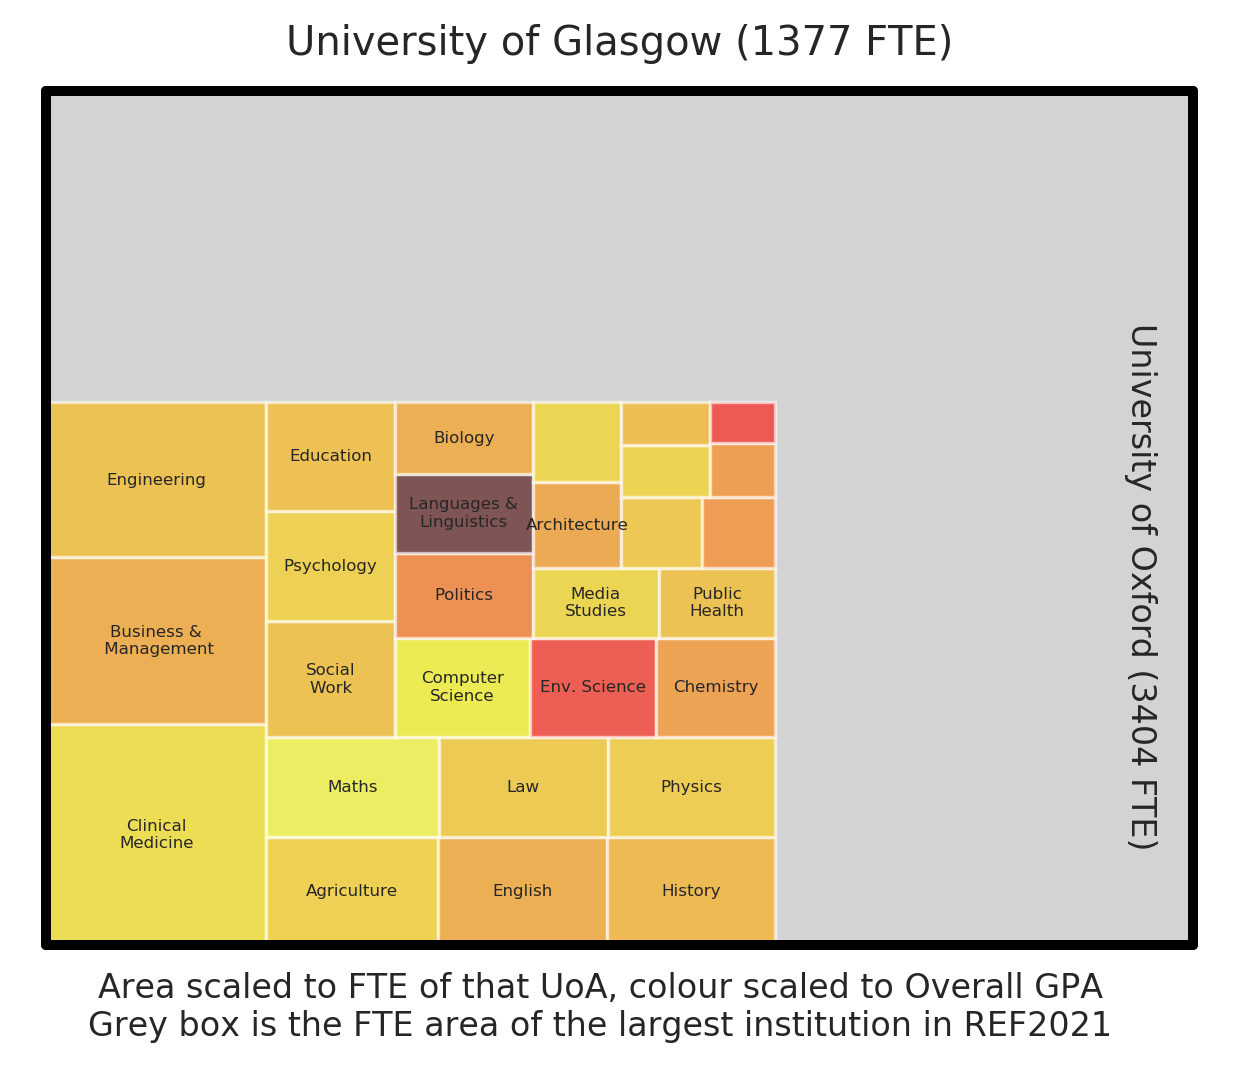 University of Glasgow (1377 FTE)
University of Oxford (3404 FTE)
Engineering
Education
Biology
Languages &
Linguistics
Architecture
Psychology
Politics
Media
Studies
Public
Health
Business &
Management
Social
Work
Computer
Science
Env. Science
Chemistry
Clinical
Medicine
Maths
Law
Physics
Agriculture
English
History
Area scaled to FTE of that UoA, colour scaled to Overall GPA
Grey box is the FTE area of the largest institution in REF2021